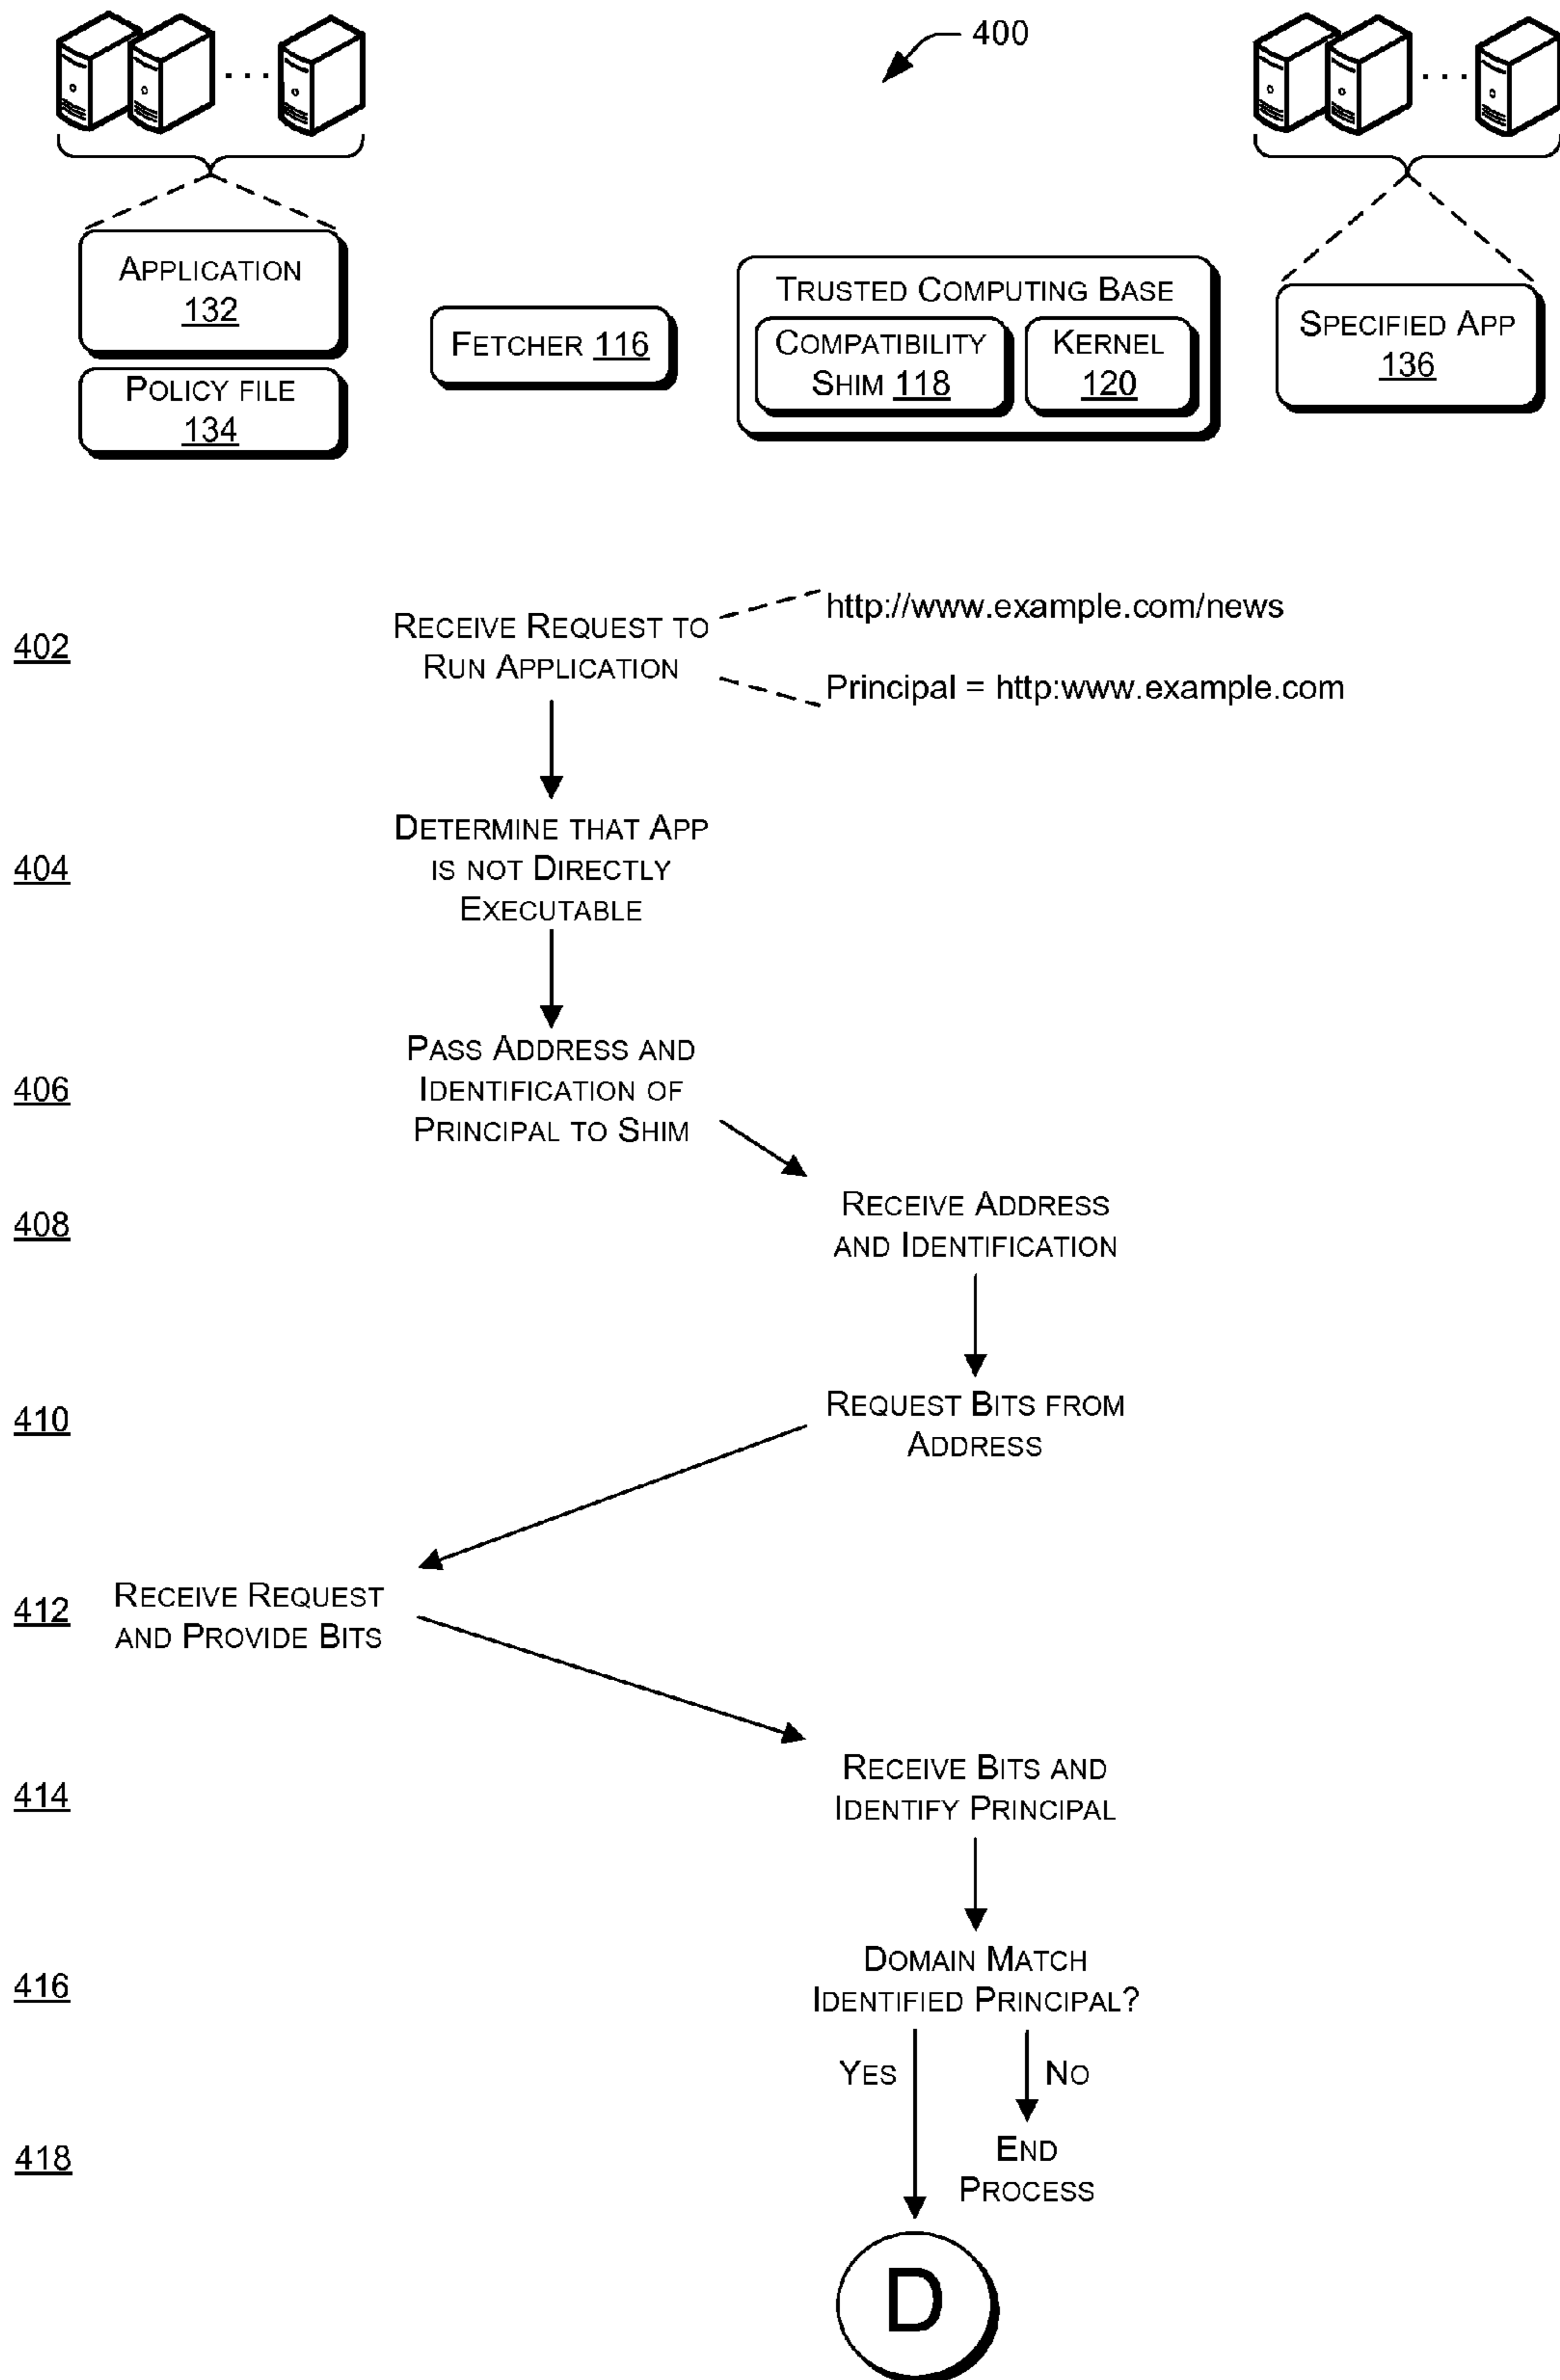 400
APPLICATION
132
POLICY FILE
134
FETCHER 116
TRUSTED COMPUTING BASE
COMPATIBILITY
SHIM 118
KERNEL
120
SPECIFIED APP
136
402
RECEIVE REQUEST TO
RUN APPLICATION
http://www.example.com/news
Principal = http:www.example.com
404
DETERMINE THAT APP
IS NOT DIRECTLY
EXECUTABLE
406
PASS ADDRESS AND
IDENTIFICATION OF
PRINCIPAL TO SHIM
408
RECEIVE ADDRESS
AND IDENTIFICATION
410
REQUEST BITS FROM
ADDRESS
412
RECEIVE REQUEST
AND PROVIDE BITS
414
RECEIVE BITS AND
IDENTIFY PRINCIPAL
416
DOMAIN MATCH
IDENTIFIED PRINCIPAL?
YES
NO
418
END
PROCESS
D